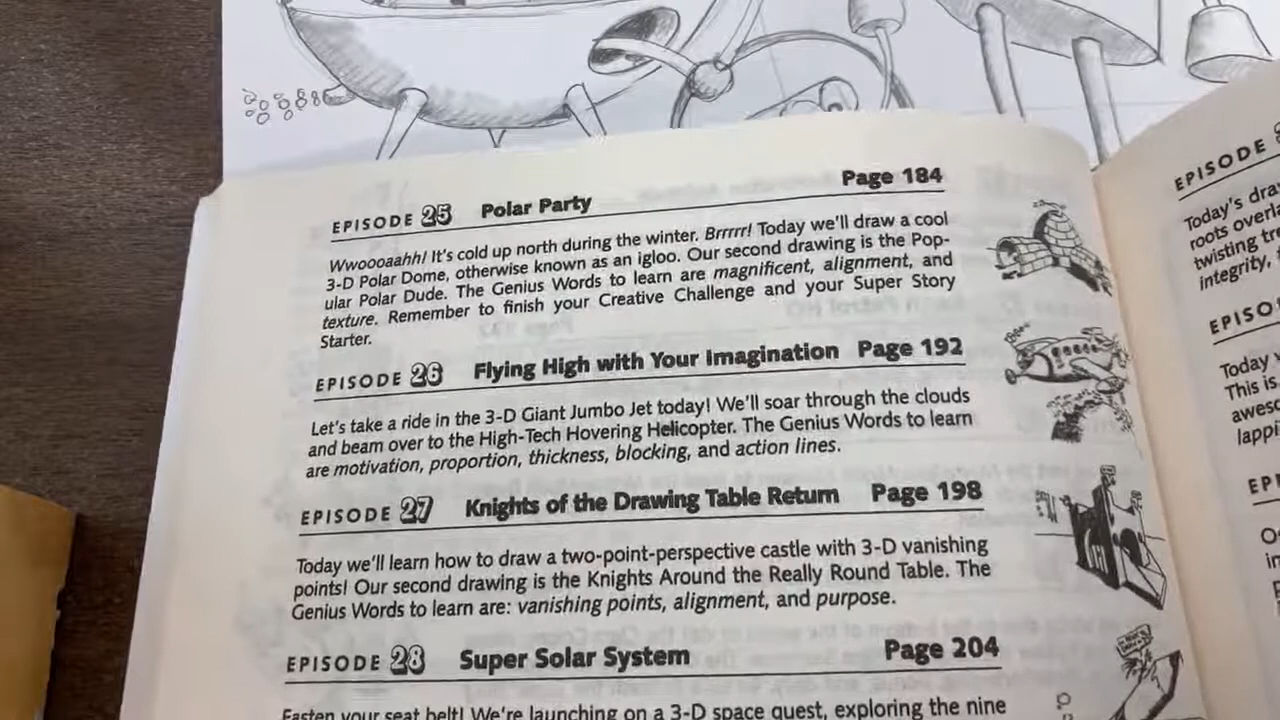 EPISODE 25 Polar Party Page 184
Wwoooaahh! It's cold up north during the winter. Brrrrr! Today we'll draw a cool
3-D Polar Dome, otherwise known as an igloo. Our second drawing is the Pop-
ular Polar Dude. The Genius Words to learn are magnificent, alignment, and
texture. Remember to finish your Creative Challenge and your Super Story
Starter.
EPISODE 26 Flying High with Your Imagination Page 192
Let's take a ride in the 3-D Giant Jumbo Jet today! We'll soar through the clouds
and beam over to the High-Tech Hovering Helicopter. The Genius Words to learn
are motivation, proportion, thickness, blocking, and action lines.
EPISODE 27 Knights of the Drawing Table Return Page 198
Today we'll learn how to draw a two-point-perspective castle with 3-D vanishing
points! Our second drawing is the Knights Around the Really Round Table. The
Genius Words to learn are: vanishing points, alignment, and purpose.
EPISODE 28 Super Solar System Page 204
Fasten your seat belt! We're launching on a 3-D space quest, exploring the nine
EPISODE
Today's
roots
twisting
integrity,
Today
This is